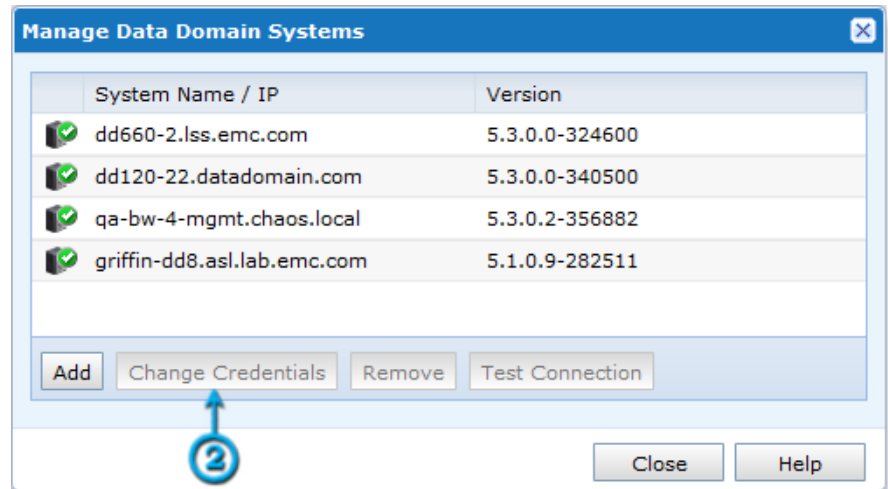 Manage Data Domain Systems
System Name / IP Version
dd660-2.lss.emc.com 5.3.0.0-324600
dd120-22.datadomain.com 5.3.0.0-340500
qa-bw-4-mgmt.chaos.local 5.3.0.2-356882
griffin-dd8.asl.lab.emc.com 5.1.0.9-282511
Add Change Credentials Remove Test Connection
2
Close Help